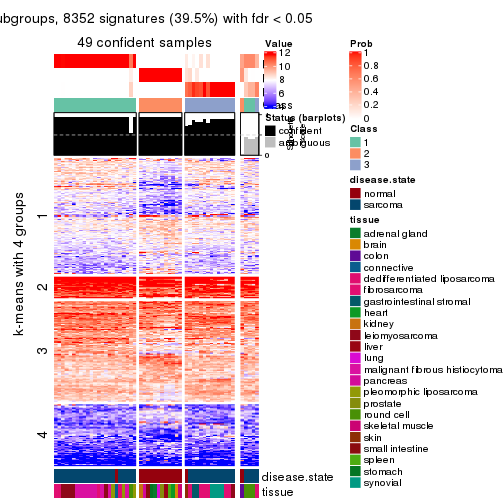 ubgroups, 8352 signatures (39.5%) with fdr < 0.05
49 confident samples
k-means with 4 groups
1
2
3
4
Value
12
10
8
6
Status (barplots)
confident
ambiguous
0
disease.state
tissue
Prob
1
0.8
0.6
0.4
0.2
0
Class
1
2
3
disease.state
normal
sarcoma
tissue
adrenal gland
brain
colon
connective
dedifferentiated liposarcoma
fibrosarcoma
gastrointestinal stromal
heart
kidney
leiomyosarcoma
liver
lung
malignant fibrous histiocytoma
pancreas
pleomorphic liposarcoma
prostate
round cell
skeletal muscle
skin
small intestine
spleen
stomach
synovial